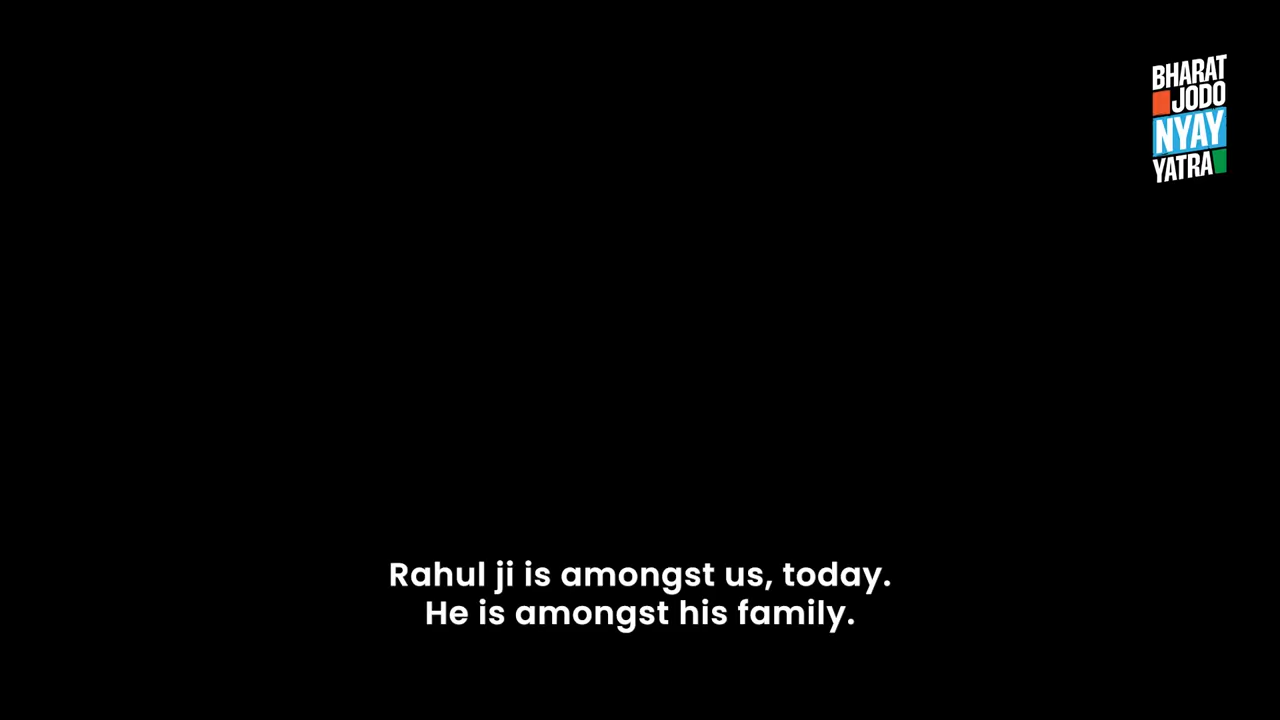 BHARAT
JODO
NYAY
YATRA
Rahul ji is amongst us, today.
He is amongst his family.